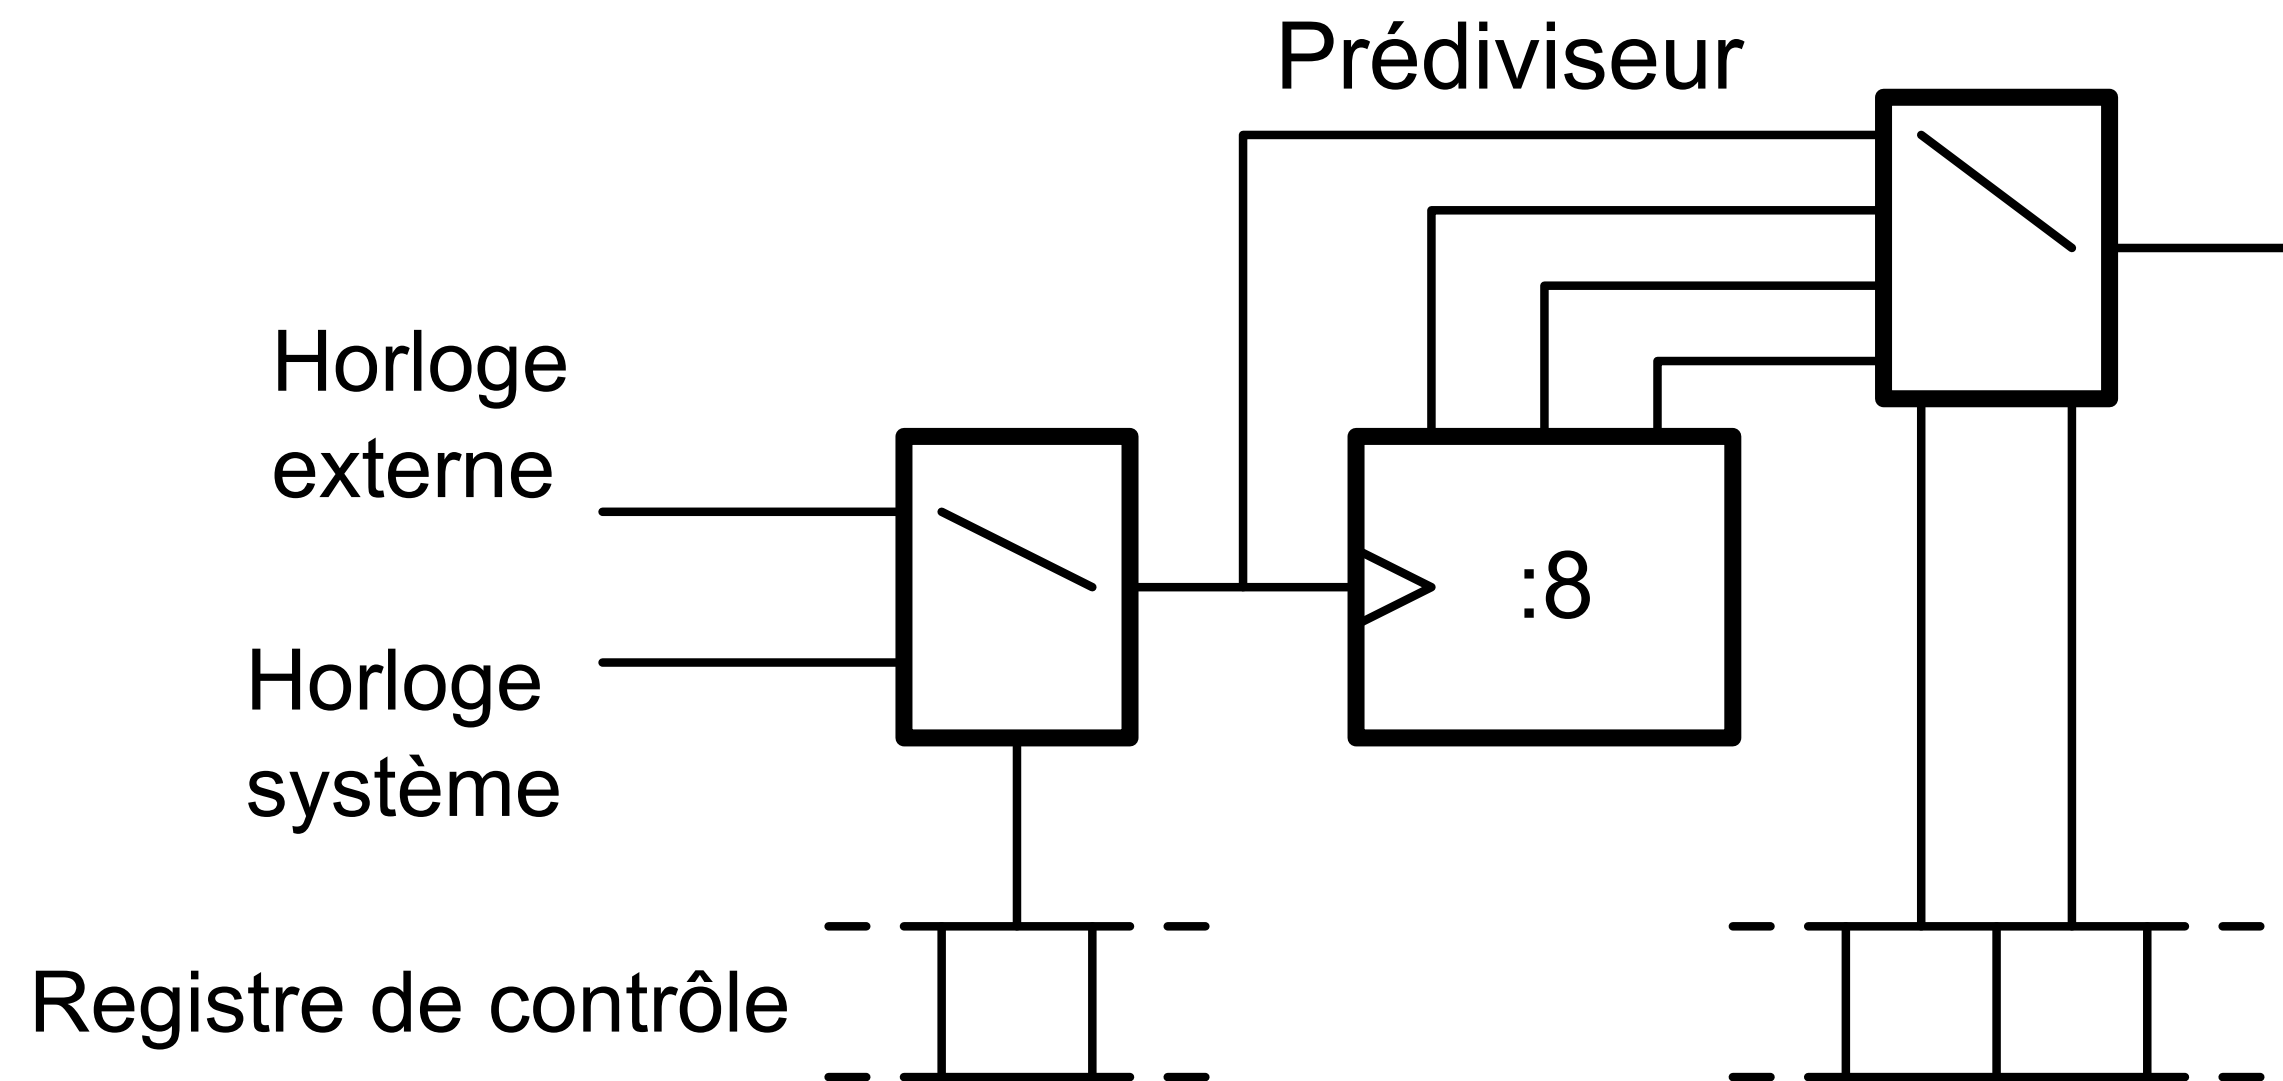 Prédiviseur
Horloge
externe
:8
Horloge
système
Registre de contrôle